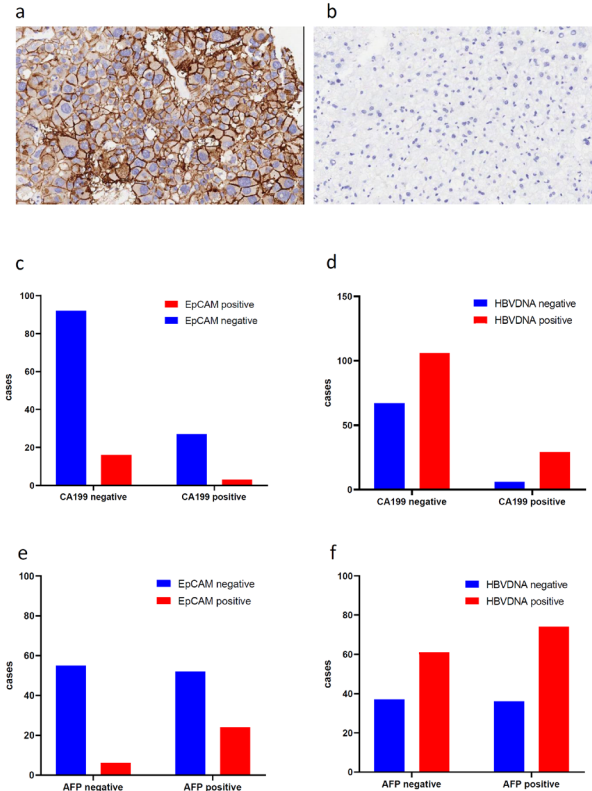 a
b
c
100
80
60
40
20
0
cases
EpCAM positive
EpCAM negative
CA199 negative
CA199 positive
d
150
100
50
0
cases
HBVDNA negative
HBVDNA positive
CA199 negative
CA199 positive
e
100
80
60
40
20
0
cases
EpCAM negative
EpCAM positive
AFP negative
AFP positive
f
100
80
60
40
20
0
cases
HBVDNA negative
HBVDNA positive
AFP negative
AFP positive